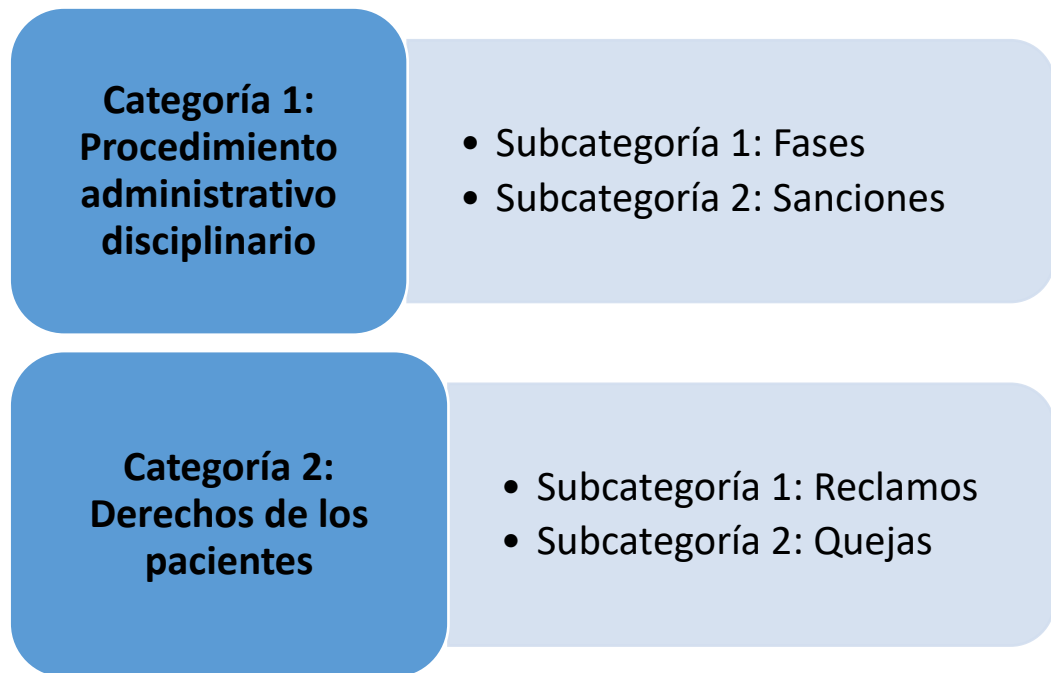 Categoría 1:
Procedimiento
administrativo
disciplinario
• Subcategoría 1: Fases
• Subcategoría 2: Sanciones
Categoría 2:
Derechos de los
pacientes
• Subcategoría 1: Reclamos
• Subcategoría 2: Quejas